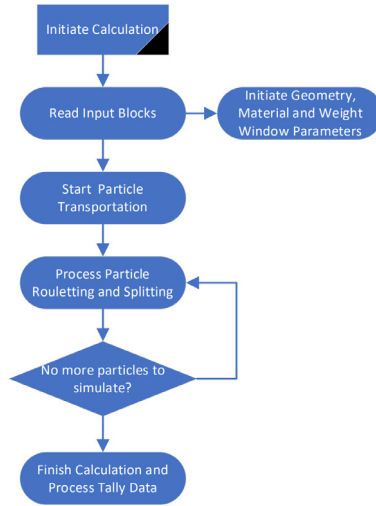 Initiate Calculation
Read Input Blocks
Initiate Geometry,
Material and Weight
Window Parameters
Start Particle
Transportation
Process Particle
Rouletting and Splitting
No more particles to
simulate?
Finish Calculation and
Process Tally Data